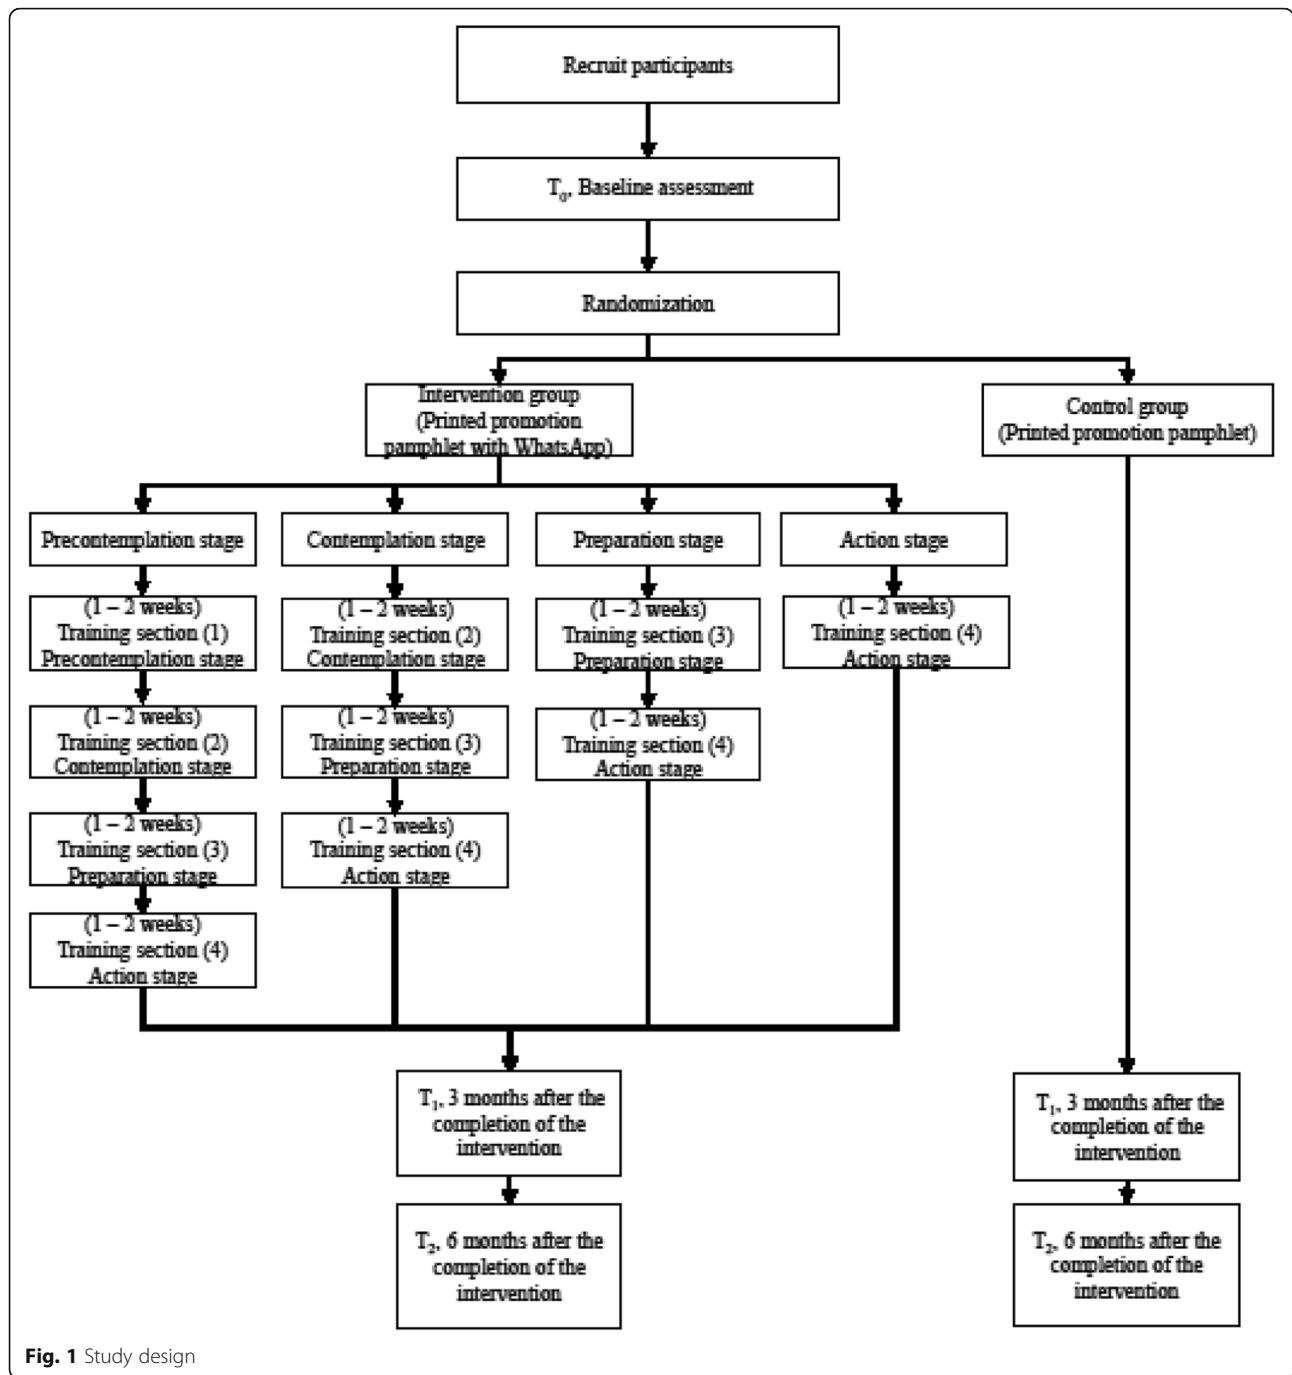 Recruit participants
T0, Baseline assessment
Randomization
Intervention group
(Printed promotion
pamphlet with WhatsApp)
Control group
(Printed promotion pamphlet)
Precontemplation stage
Contemplation stage
Preparation stage
Action stage
(1 – 2 weeks)
Training section (1)
Precontemplation stage
(1 – 2 weeks)
Training section (2)
Contemplation stage
(1 – 2 weeks)
Training section (3)
Preparation stage
(1 – 2 weeks)
Training section (4)
Action stage
(1 – 2 weeks)
Training section (2)
Contemplation stage
(1 – 2 weeks)
Training section (3)
Preparation stage
(1 – 2 weeks)
Training section (4)
Action stage
(1 – 2 weeks)
Training section (3)
Preparation stage
(1 – 2 weeks)
Training section (4)
Action stage
(1 – 2 weeks)
Training section (4)
Action stage
T1, 3 months after the
completion of the
intervention
T1, 3 months after the
completion of the
intervention
T2, 6 months after the
completion of the
intervention
T2, 6 months after the
completion of the
intervention
Fig. 1 Study design